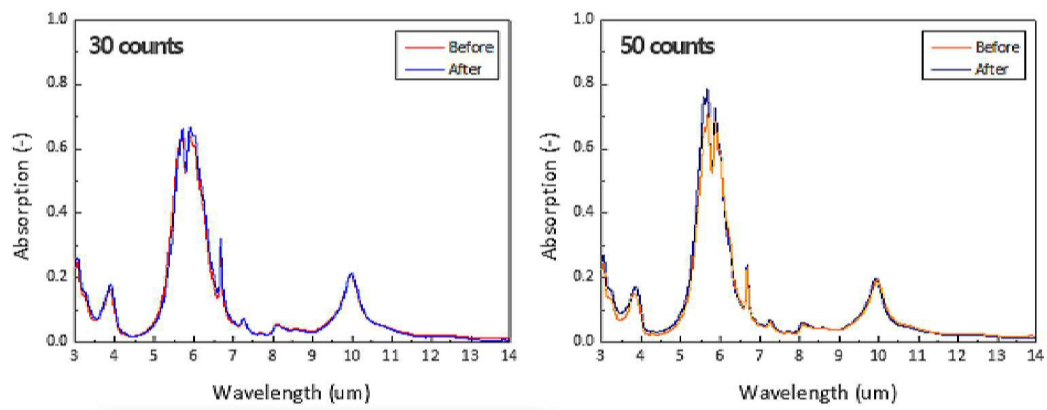 30 counts
Before
After
1.0
0.8
0.6
0.4
0.2
0.0
Absorption (-)
3 4 5 6 7 8 9 10 11 12 13 14
Wavelength (um)
50 counts
Before
After
1.0
0.8
0.6
0.4
0.2
0.0
Absorption (-)
3 4 5 6 7 8 9 10 11 12 13 14
Wavelength (um)